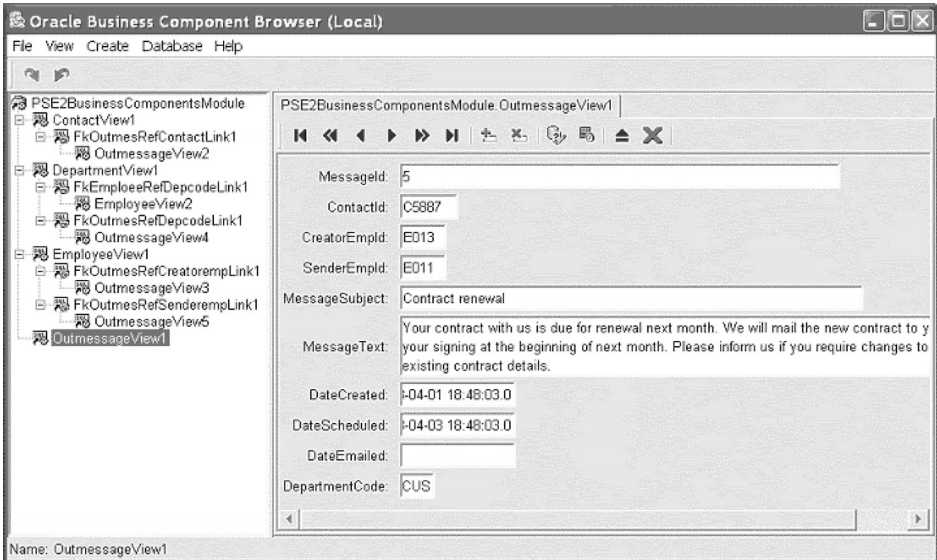 Oracle Business Component Browser (Local)
File View Create Database Help
PSE2BusinessComponentsModule
ContactView1
FkOutmesRefContactLink1
OutmessageView2
DepartmentView1
FkEmploeeRefDepcodeLink1
EmployeeView2
FkOutmesRefDepcodeLink1
OutmessageView4
EmployeeView1
FkOutmesRefCreatorempLink1
OutmessageView3
FkOutmesRefSenderempLink1
OutmessageView5
OutmessageView1
PSE2BusinessComponentsModule.OutmessageView1
MessageId: 5
ContactId: C5887
CreatorEmpId: E013
SenderEmpId: E011
MessageSubject: Contract renewal
MessageText: Your contract with us is due for renewal next month. We will mail the new contract to y
your signing at the beginning of next month. Please inform us if you require changes to
existing contract details.
DateCreated: -04-01 18:48:03.0
DateScheduled: -04-03 18:48:03.0
DateEmailed:
DepartmentCode: CUS
Name: OutmessageView1